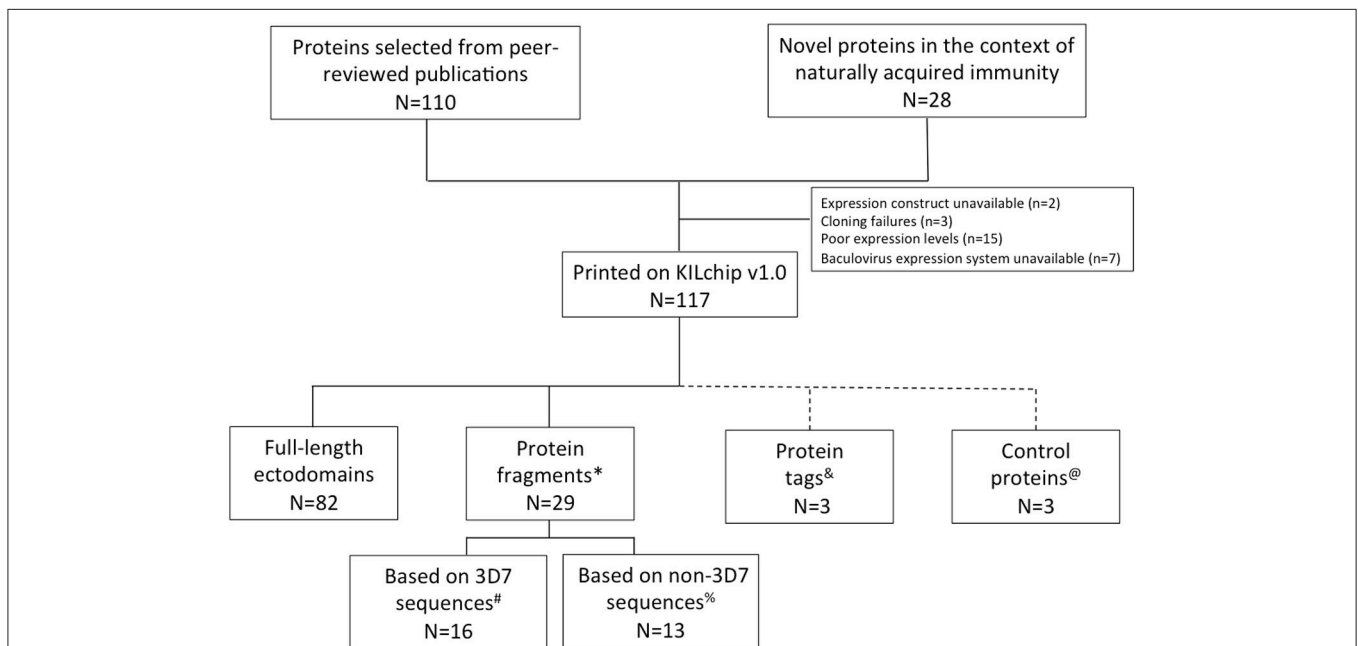 Proteins selected from peer-
reviewed publications
N=110
Novel proteins in the context of
naturally acquired immunity
N=28
Expression construct unavailable (n=2)
Cloning failures (n=3)
Poor expression levels (n=15)
Baculovirus expression system unavailable (n=7)
Printed on KILchip v1.0
N=117
Full-length
ectodomains
N=82
Protein
fragments*
N=29
Protein
tags&
N=3
Control
proteins@
N=3
Based on 3D7
sequences#
N=16
Based on non-3D7
sequences%
N=13